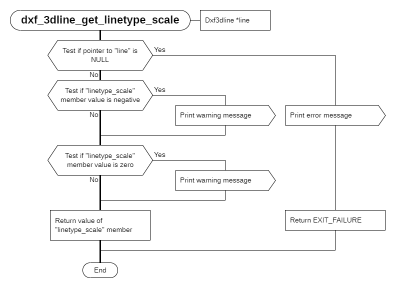 dxf_3dline_get_linetype_scale
Dxf3dline *line
Test if pointer to "line" is
NULL
Yes
No
Test if "linetype_scale"
member value is negative
Yes
No
Print warning message
Print error message
Test if "linetype_scale"
member value is zero
Yes
No
Print warning message
Return value of
"linetype_scale" member
Return EXIT_FAILURE
End